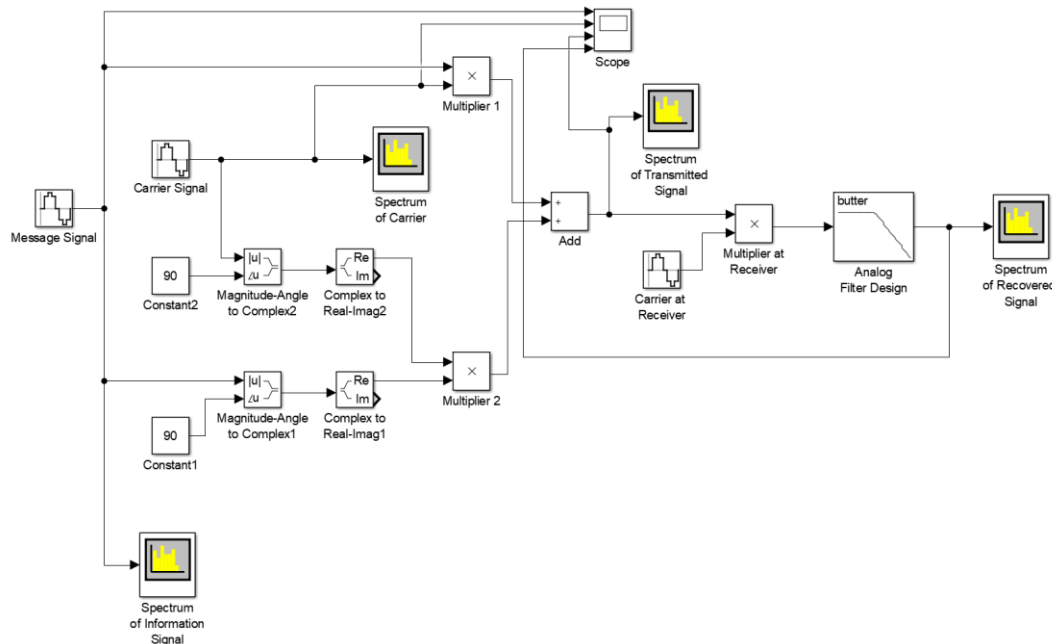 Scope
×
Multiplier 1
Carrier Signal
Spectrum
of Carrier
Spectrum
of Transmitted
Signal
Message Signal
+
+
Add
×
Multiplier at
Receiver
butter
Analog
Filter Design
Spectrum
of Recovered
Signal
Carrier at
Receiver
90
Constant2
|u|
∠u
Magnitude-Angle
to Complex2
Re
Im
Complex to
Real-Imag2
×
Multiplier 2
90
Constant1
|u|
∠u
Magnitude-Angle
to Complex1
Re
Im
Complex to
Real-Imag1
Spectrum
of Information
Signal